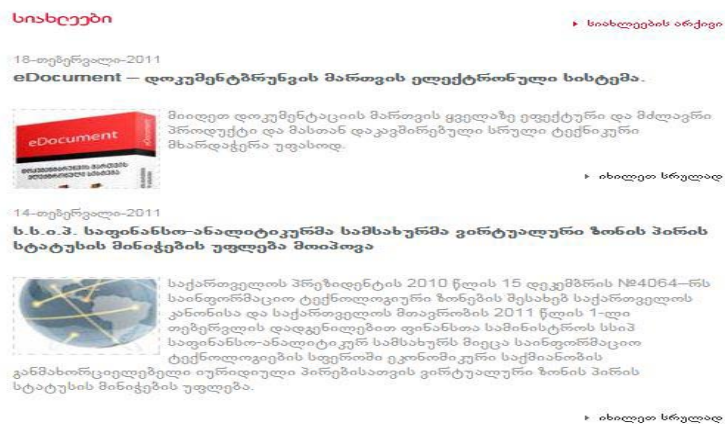 სიახლეები
სიახლეების არქივი
18-თებერვალი-2011
eDocument — დოკუმენტბრუნვის მართვის ელექტრონული სისტემა.
eDocument
დოკუმენტბრუნვის მართვის
ელექტრონული სისტემა
მიიღეთ დოკუმენტაციის მართვის ყველაზე ეფექტური და მძლავრი
პროდუქტი და მასთან დაკავშირებული სრული ტექნიკური
მხარდაჭერა უფასოდ.
იხილეთ სრულად
14-თებერვალი-2011
ს.ს.ი.პ. საფინანსო-ანალიტიკურმა სამსახურმა ვირტუალური ზონის პირის
სტატუსის მინიჭების უფლება მოიპოვა
საქართველოს პრეზიდენტის 2010 წლის 15 დეკემბრის №4064—რს
საინფორმაციო ტექნოლოგიური ზონების შესახებ საქართველოს
კანონისა და საქართველოს მთავრობის 2011 წლის 1-ლი
თებერვლის დადგენილებით ფინანსთა სამინისტროს სსიპ
საფინანსო-ანალიტიკურ სამსახურს მიეცა საინფორმაციო
ტექნოლოგიების სფეროში ეკონომიკური საქმიანობის
განმახორციელებელი იურიდიული პირებისათვის ვირტუალური ზონის პირის
სტატუსის მინიჭების უფლება.
იხილეთ სრულად